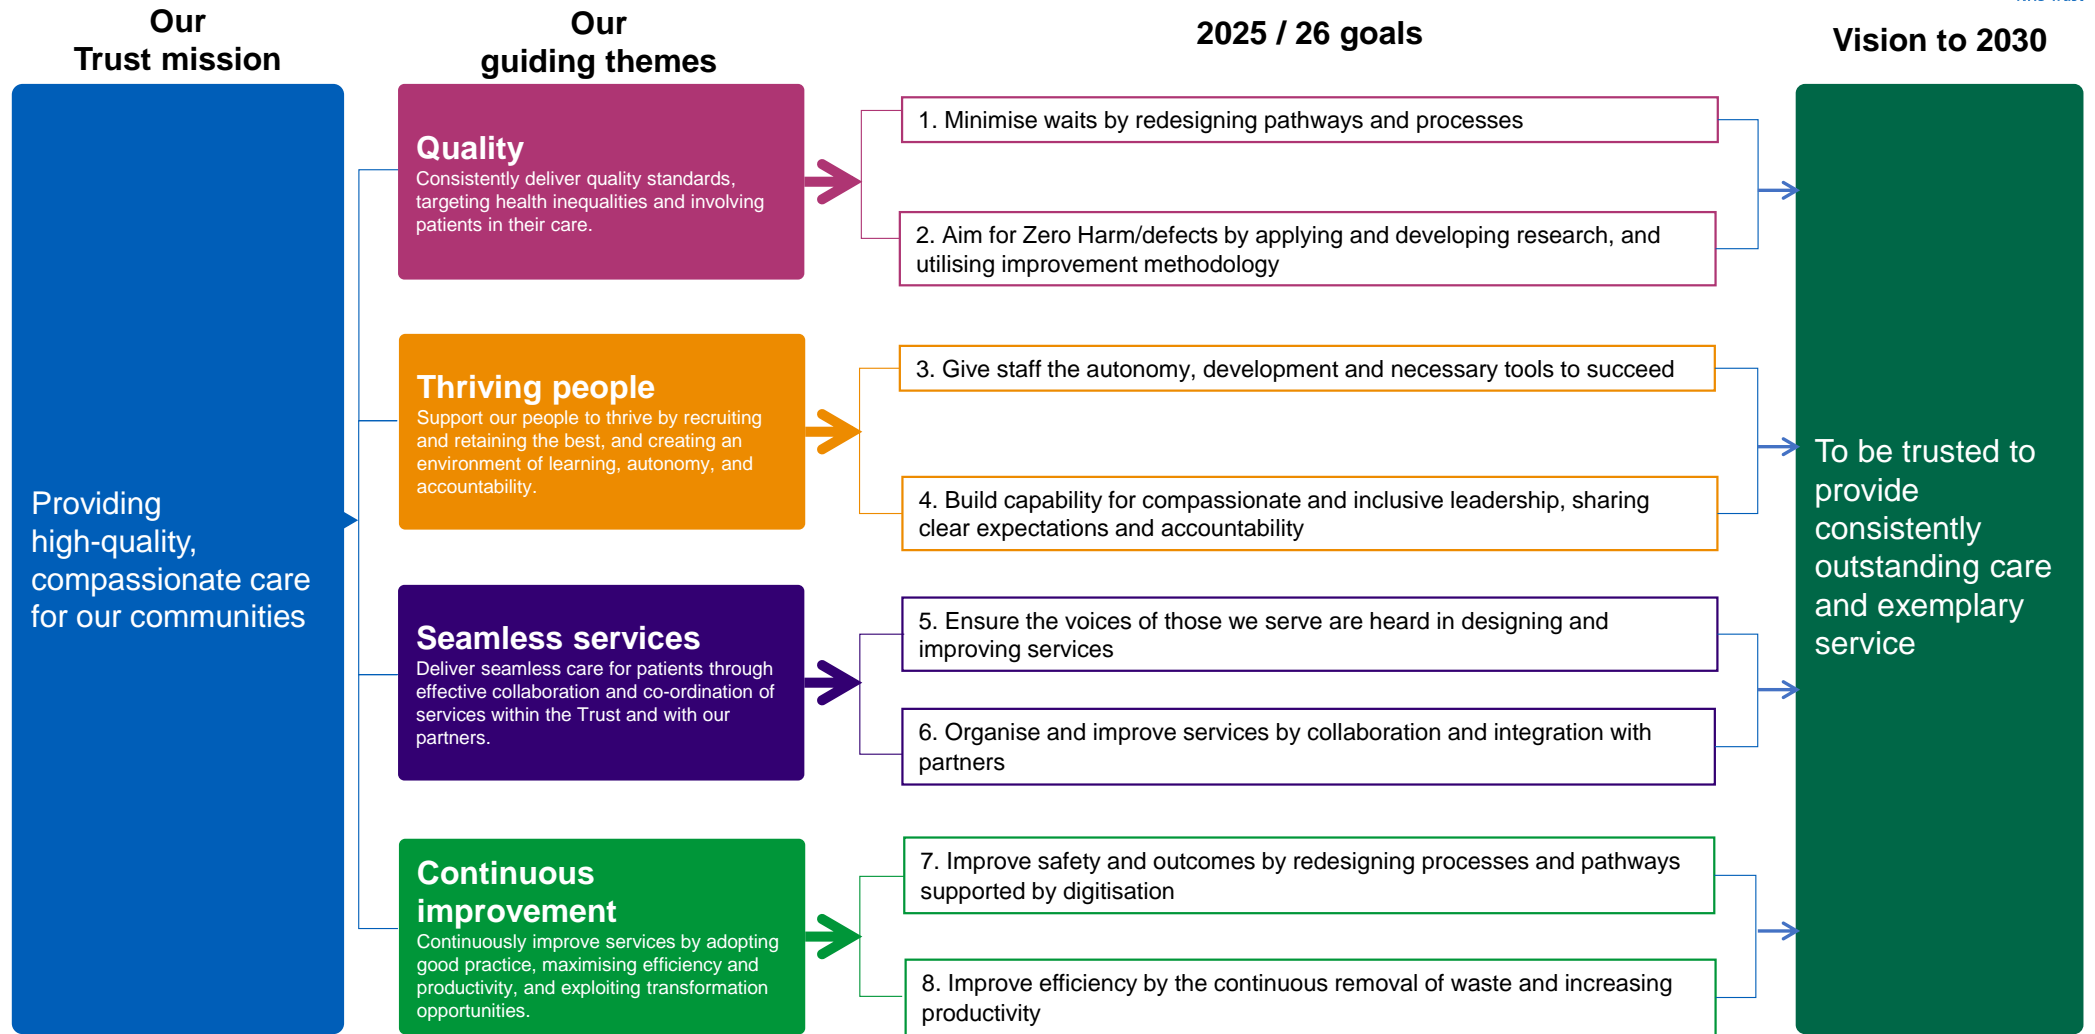 Our
Trust mission
Our
guiding themes
2025 / 26 goals
Vision to 2030
Providing
high-quality,
compassionate care
for our communities
Quality
Consistently deliver quality standards,
targeting health inequalities and involving
patients in their care.
1. Minimise waits by redesigning pathways and processes
2. Aim for Zero Harm/defects by applying and developing research, and
utilising improvement methodology
Thriving people
Support our people to thrive by recruiting
and retaining the best, and creating an
environment of learning, autonomy, and
accountability.
3. Give staff the autonomy, development and necessary tools to succeed
4. Build capability for compassionate and inclusive leadership, sharing
clear expectations and accountability
Seamless services
Deliver seamless care for patients through
effective collaboration and co-ordination of
services within the Trust and with our
partners.
5. Ensure the voices of those we serve are heard in designing and
improving services
6. Organise and improve services by collaboration and integration with
partners
Continuous
improvement
Continuously improve services by adopting
good practice, maximising efficiency and
productivity, and exploiting transformation
opportunities.
7. Improve safety and outcomes by redesigning processes and pathways
supported by digitisation
8. Improve efficiency by the continuous removal of waste and increasing
productivity
To be trusted to
provide
consistently
outstanding care
and exemplary
service